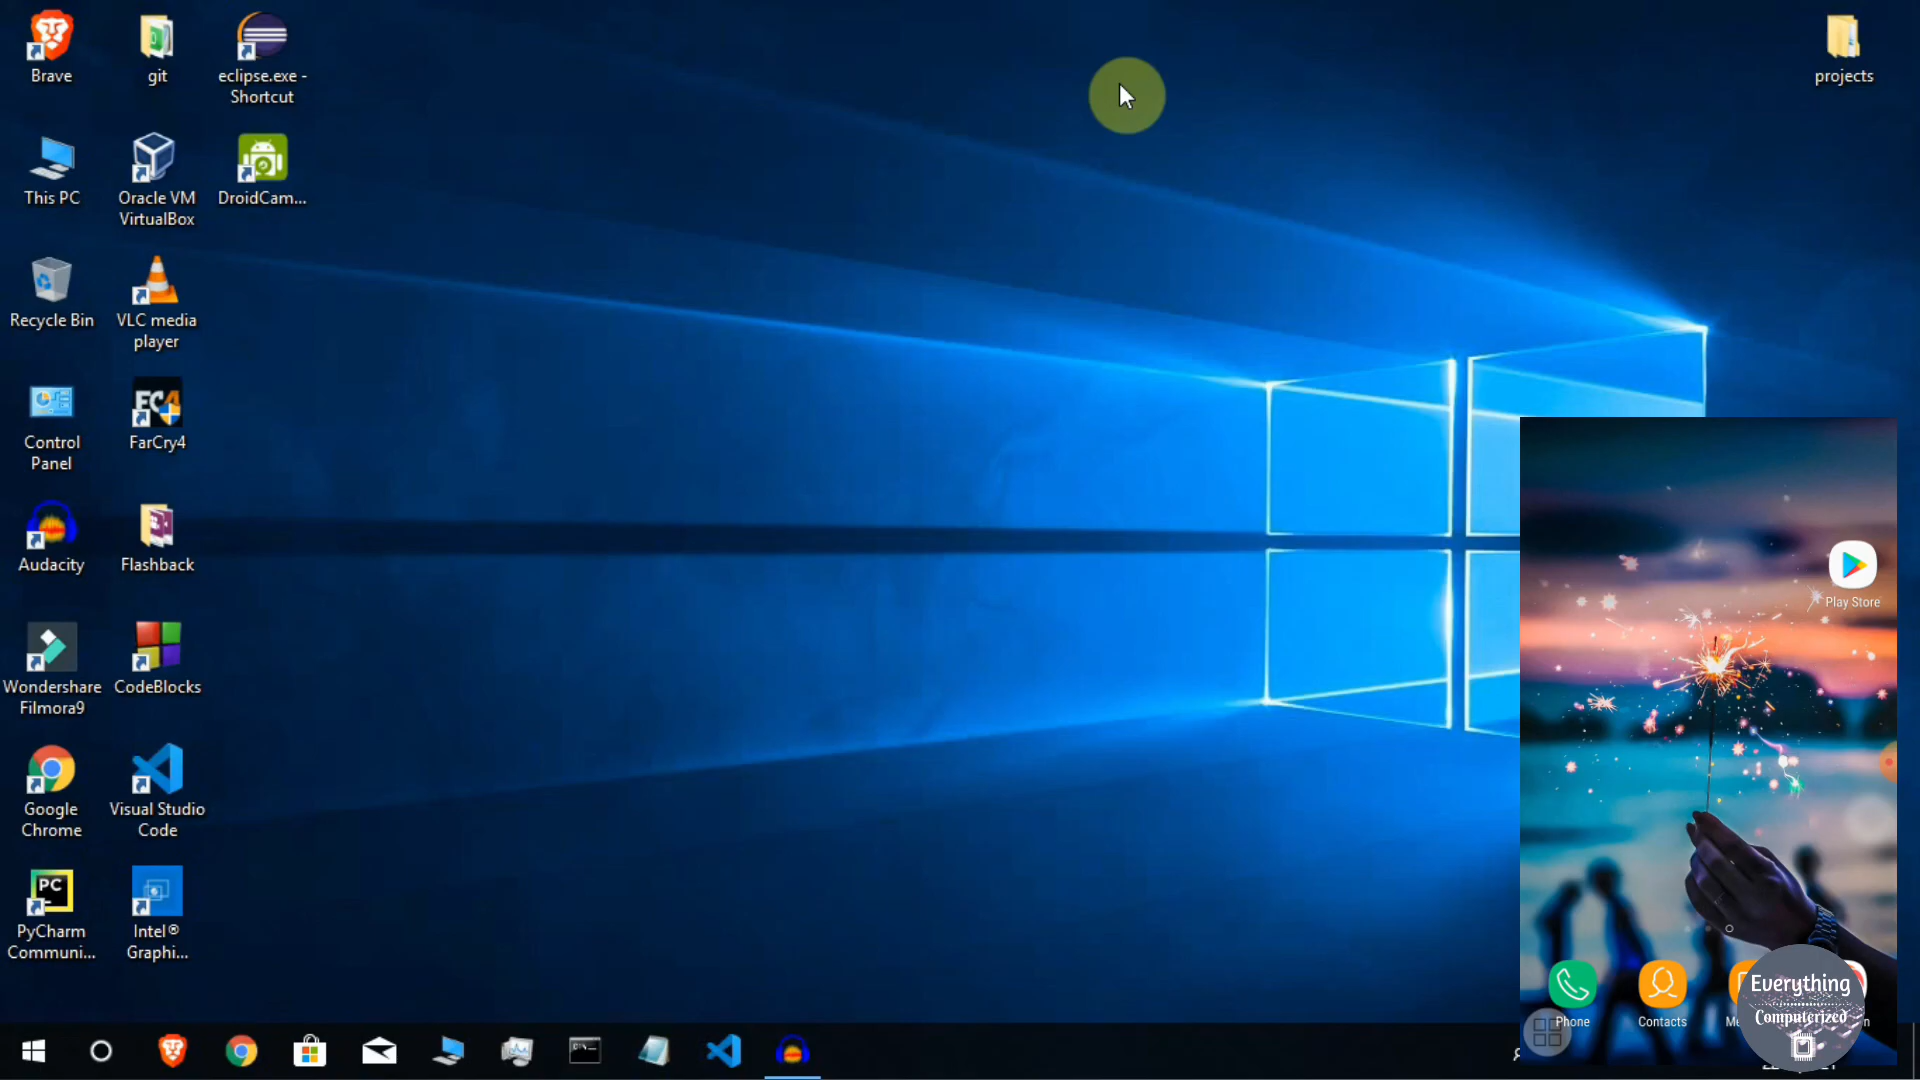 Brave
git
eclipse.exe -
Shortcut
projects
This PC
Oracle VM
VirtualBox
DroidCam...
Recycle Bin
VLC media
player
Control
Panel
FC4
FarCry4
Audacity
Flashback
Wondershare
Filmora9
CodeBlocks
Google
Chrome
Visual Studio
Code
PC
PyCharm
Communi...
Intel®
Graphi...
Play Store
Phone
Contacts
Everything
Computerized